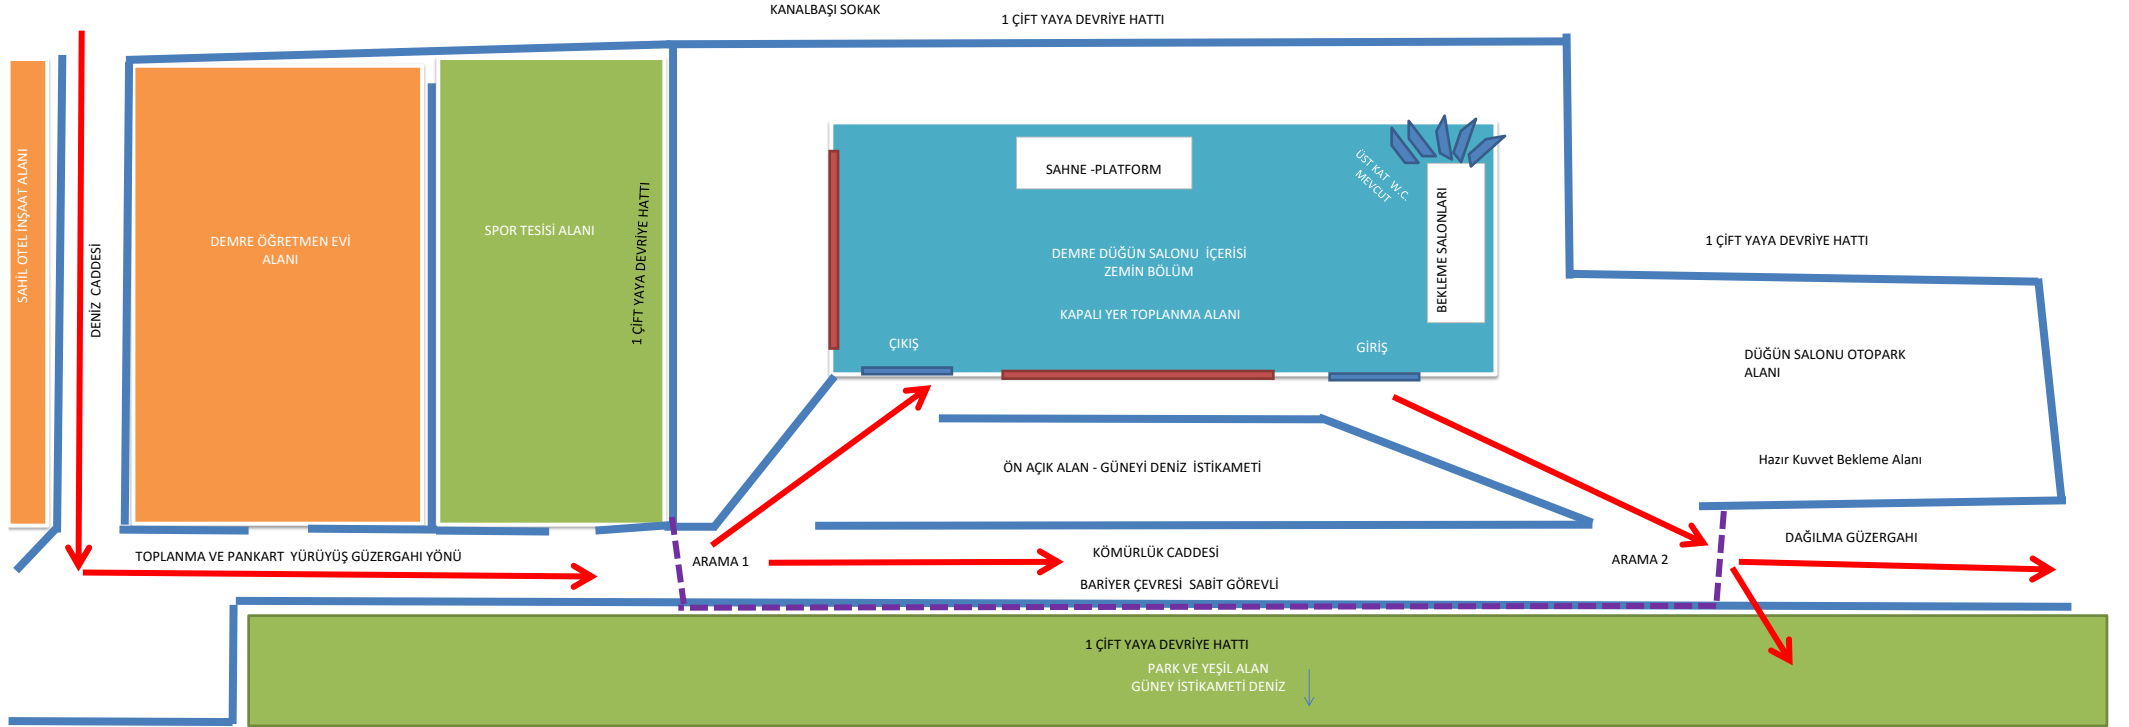 KANALBAŞI SOKAK
1 ÇİFT YAYA DEVRİYE HATTI
SAHİL OTEL İNŞAAT ALANI
DENİZ CADDESİ
DEMRE ÖĞRETMEN EVİ
ALANI
SPOR TESİSİ ALANI
1 ÇİFT YAYA DEVRİYE HATTI
SAHNE -PLATFORM
ÜST KAT W.C.
MEVCUT
BEKLEME SALONLARI
DEMRE DÜĞÜN SALONU İÇERİSİ
ZEMİN BÖLÜM
KAPALI YER TOPLANMA ALANI
ÇIKIŞ
GİRİŞ
1 ÇİFT YAYA DEVRİYE HATTI
DÜĞÜN SALONU OTOPARK
ALANI
Hazır Kuvvet Bekleme Alanı
ÖN AÇIK ALAN - GÜNEYİ DENİZ İSTİKAMETİ
TOPLANMA VE PANKART YÜRÜYÜŞ GÜZERGAHI YÖNÜ
ARAMA 1
KÖMÜRLÜK CADDESİ
ARAMA 2
DAĞILMA GÜZERGAHI
BARİYER ÇEVRESİ SABİT GÖREVLİ
1 ÇİFT YAYA DEVRİYE HATTI
PARK VE YEŞİL ALAN
GÜNEY İSTİKAMETİ DENİZ